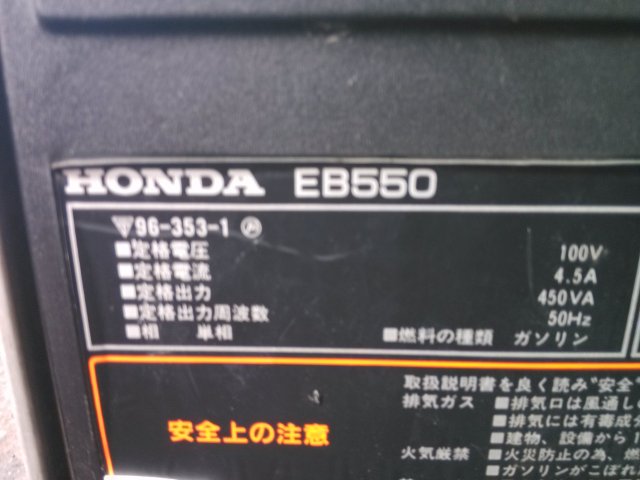 HONDA EB550
96-353-1
■定格電圧 100V
■定格電流 4.5A
■定格出力 450VA
■定格出力周波数 50Hz
■相 単相 ■燃料の種類 ガソリン
安全上の注意
取扱説明書を良く読み"安全
排気ガス ■排気口は風通し
■排気には有毒成
■建物、設備から1
火気厳禁 ■火災防止の為、燃
■ガソリンがこぼれ